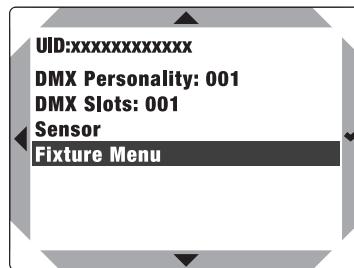 UID:xxxxxxxxxxxx
DMX Personality: 001
DMX Slots: 001
Sensor
Fixture Menu